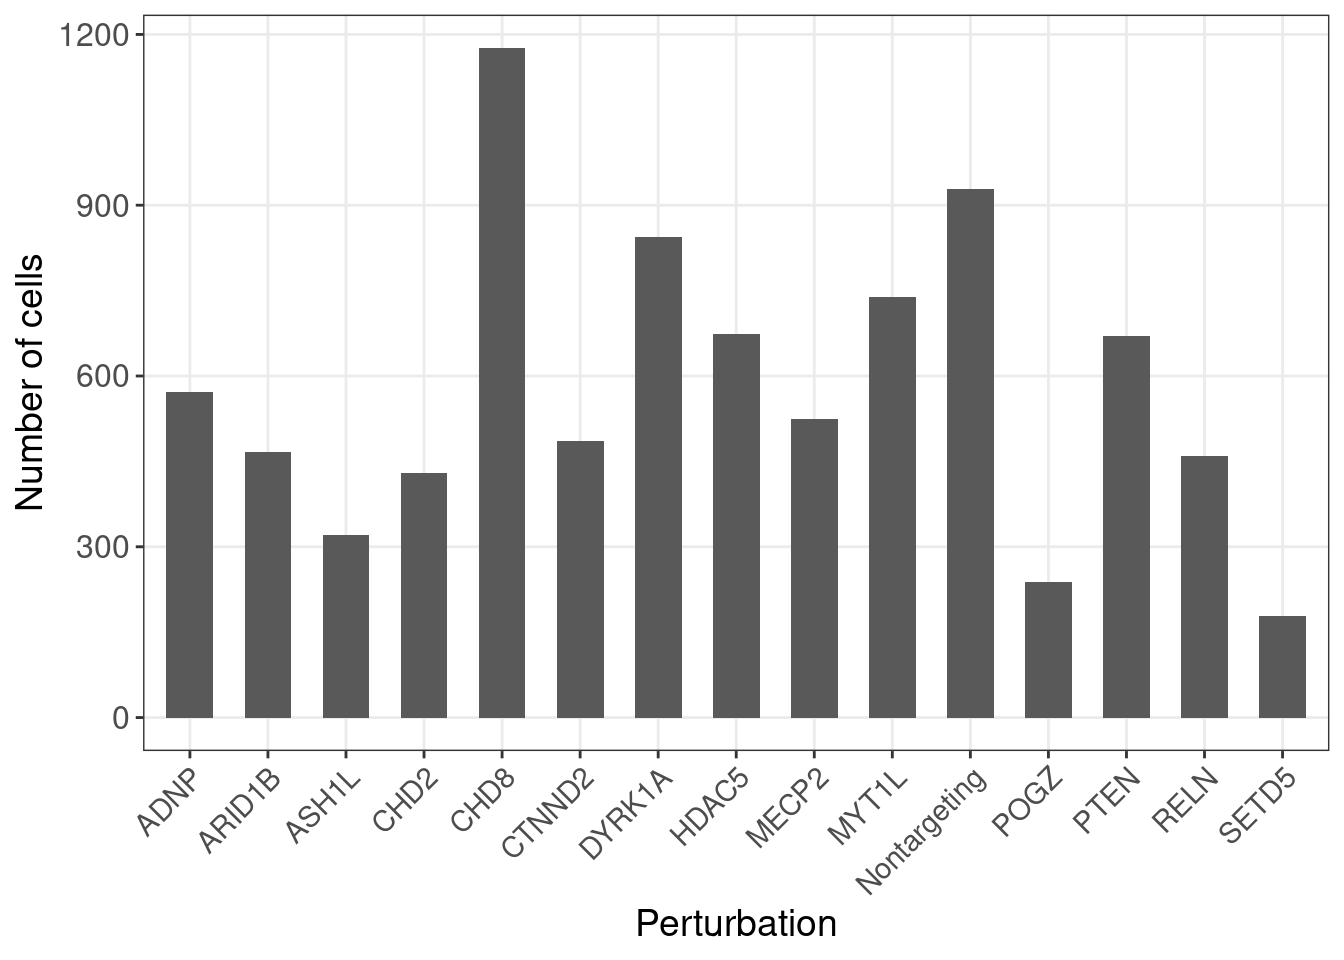 Number of cells
1200
900
600
300
0
ADNP
ARID1B
ASH1L
CHD2
CHD8
CTNND2
DYRK1A
HDAC5
MECP2
MYT1L
Nontargeting
POGZ
PTEN
RELN
SETD5
Perturbation